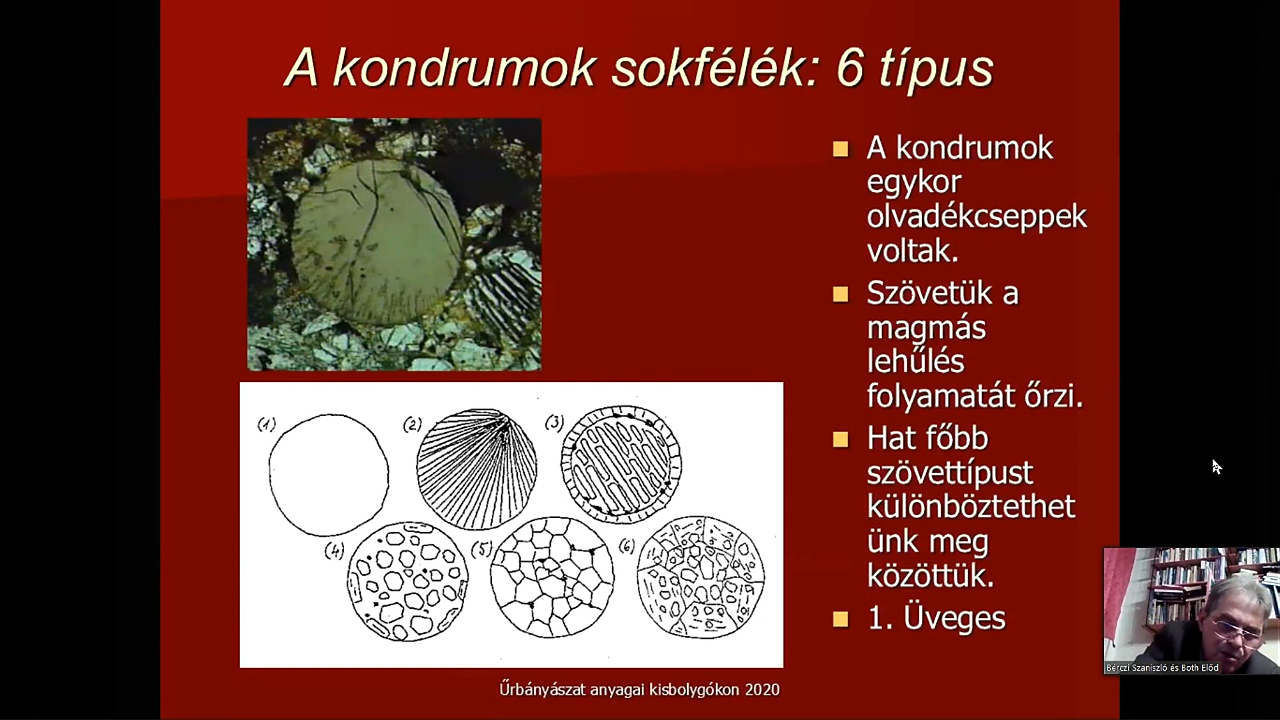 A kondrumok sokfélék: 6 típus
A kondrumok
egykor
olvadékcseppek
voltak.
Szövetük a
magmás
lehűlés
folyamatát őrzi.
Hat főbb
szövettípust
különböztethet
ünk meg
közöttük.
1. Üveges
(1)
(2)
(3)
(4)
(5)
(6)
Űrbányászat anyagai kisbolygókon 2020
Bérczi Szaniszló és Both Előd